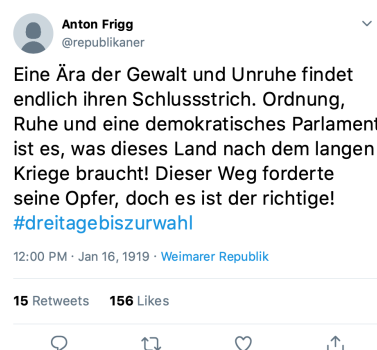 Anton Frigg
@republikaner
Eine Ära der Gewalt und Unruhe findet
endlich ihren Schlussstrich. Ordnung,
Ruhe und eine demokratisches Parlament
ist es, was dieses Land nach dem langen
Kriege braucht! Dieser Weg forderte
seine Opfer, doch es ist der richtige!
#dreitagebiszurwahl
12:00 PM · Jan 16, 1919 · Weimarer Republik
15 Retweets 156 Likes